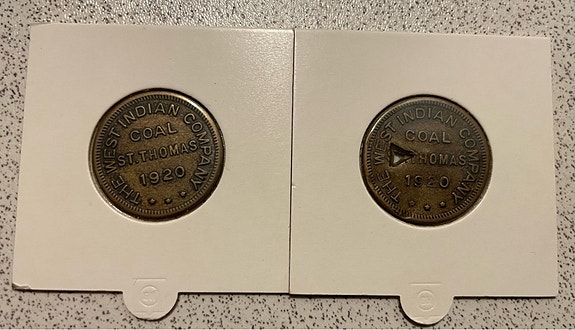 THE WEST INDIAN COMPANY
COAL
ST. THOMAS
1920
THE WEST INDIAN COMPANY
COAL
THOMAS
1920